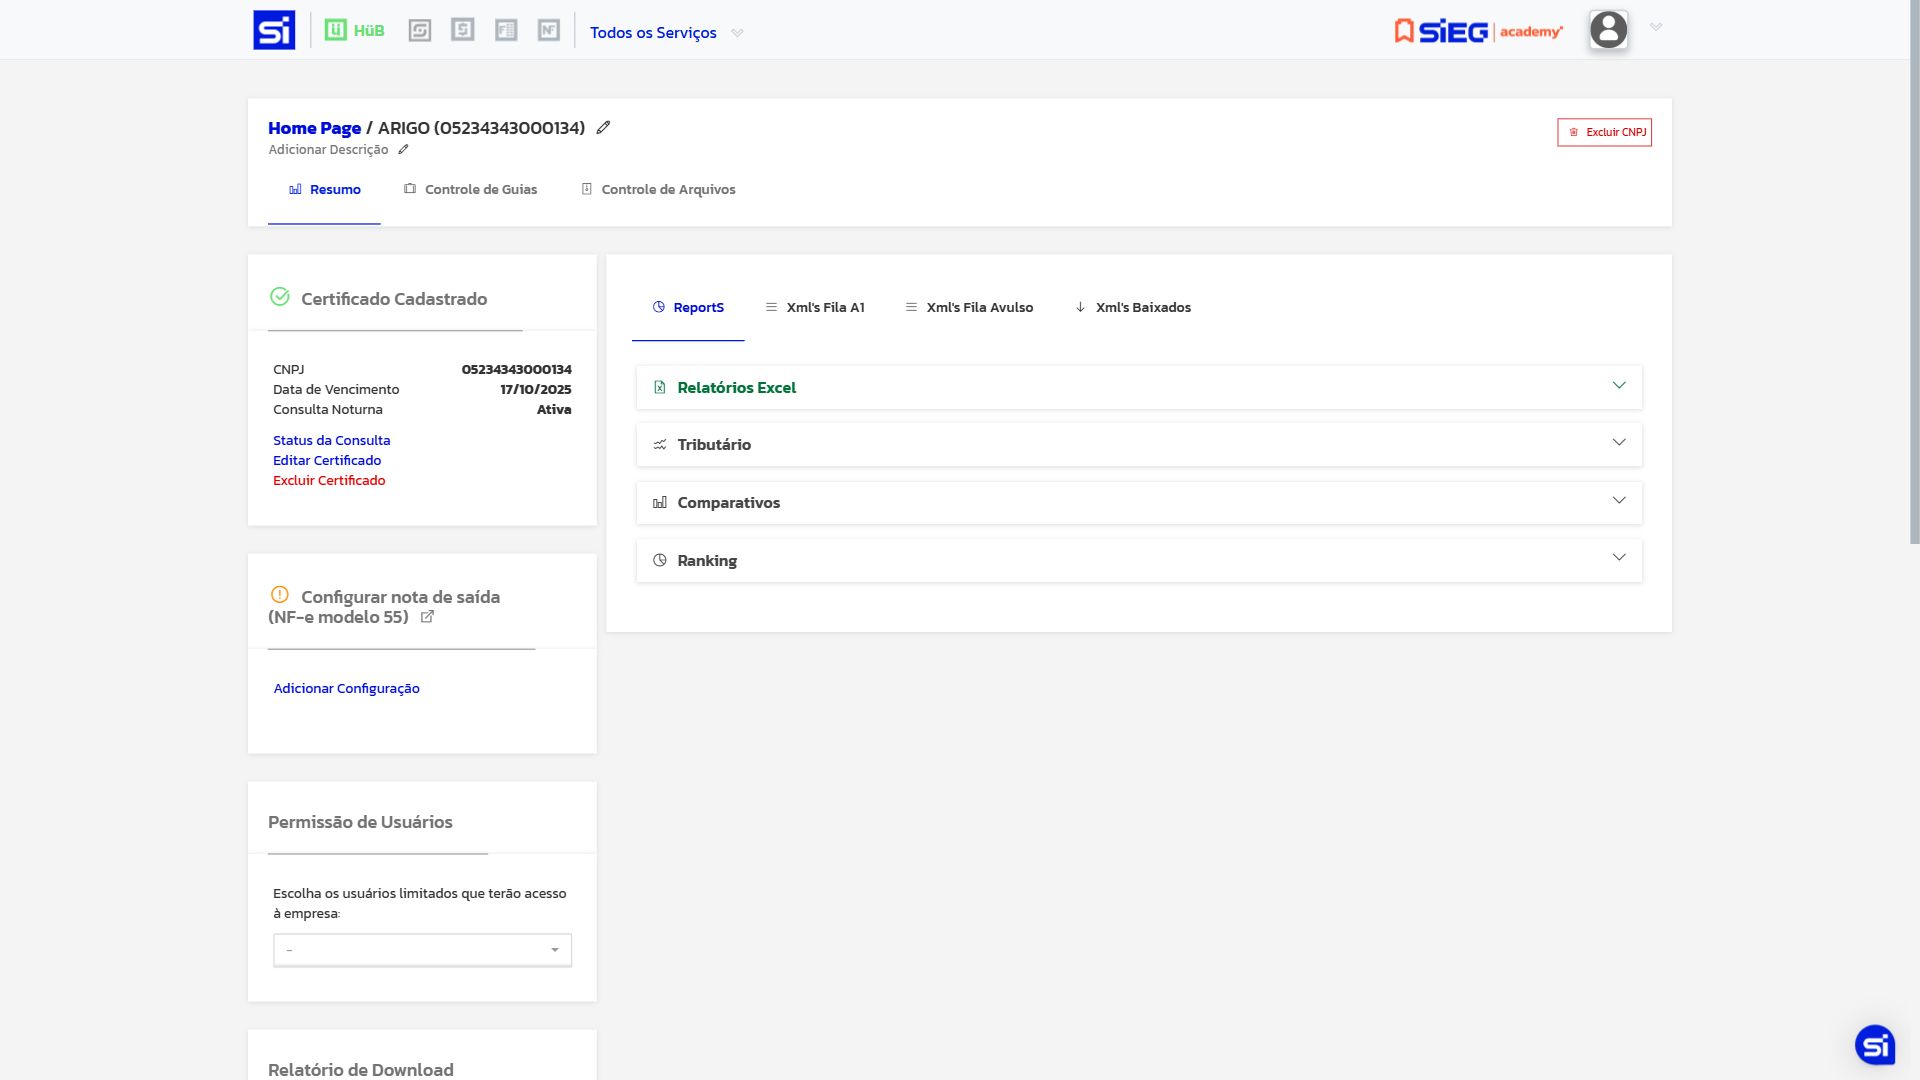 Si HüB Todos os Serviços SiEG academy
Home Page / ARIGO (05234343000134)
Excluir CNPJ
Adicionar Descrição
Resumo Controle de Guias Controle de Arquivos
Certificado Cadastrado
CNPJ 05234343000134
Data de Vencimento 17/10/2025
Consulta Noturna Ativa
Status da Consulta
Editar Certificado
Excluir Certificado
Configurar nota de saída
(NF-e modelo 55)
Adicionar Configuração
Permissão de Usuários
Escolha os usuários limitados que terão acesso
à empresa:
-
Relatório de Download
ReportS Xml's Fila A1 Xml's Fila Avulso Xml's Baixados
Relatórios Excel
Tributário
Comparativos
Ranking
Si